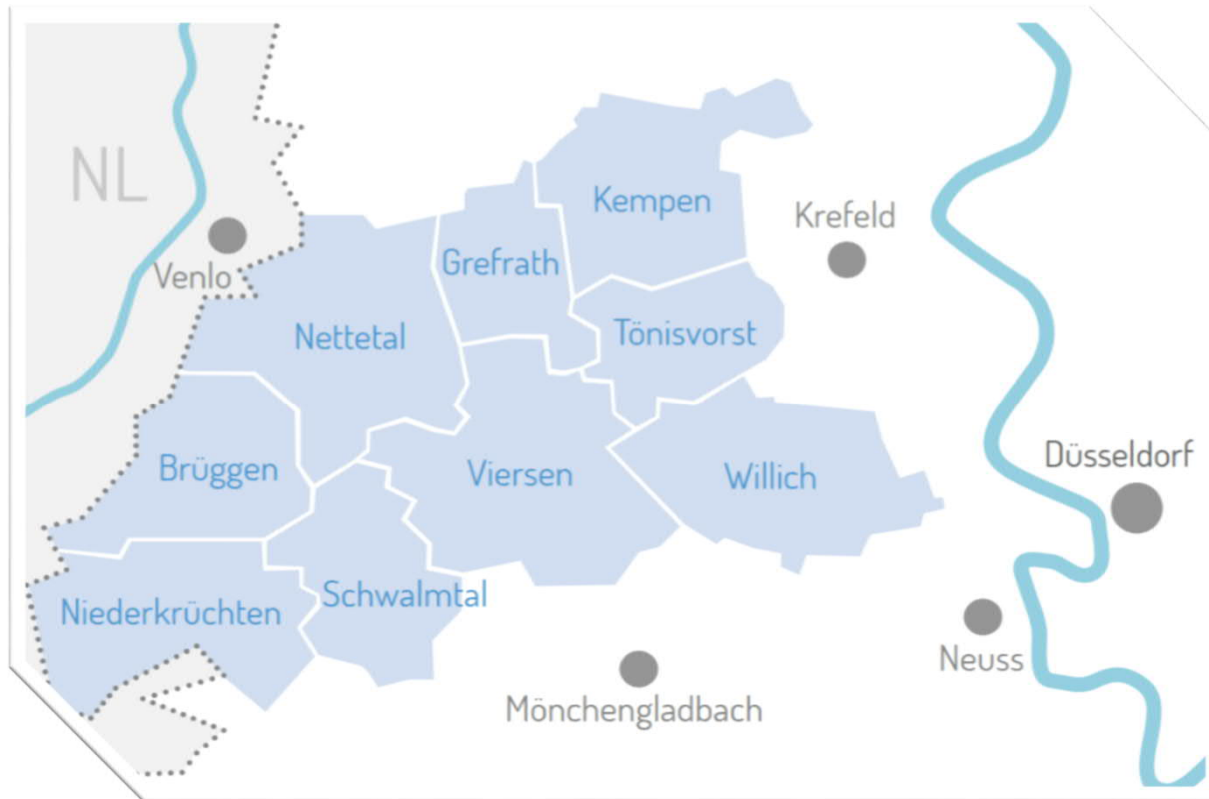 NL
Kempen
Krefeld
Grefrath
Venlo
Nettetal
Tönisvorst
Düsseldorf
Brüggen
Viersen
Willich
Schwalmtal
Niederkrüchten
Neuss
Mönchengladbach